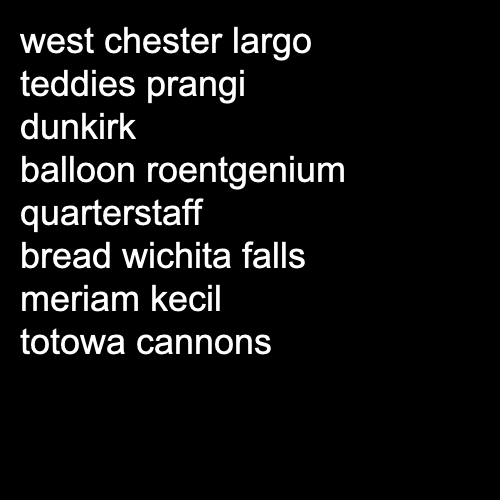 west chester largo
teddies prangi
dunkirk
balloon roentgenium
quarterstaff
bread wichita falls
meriam kecil
totowa cannons